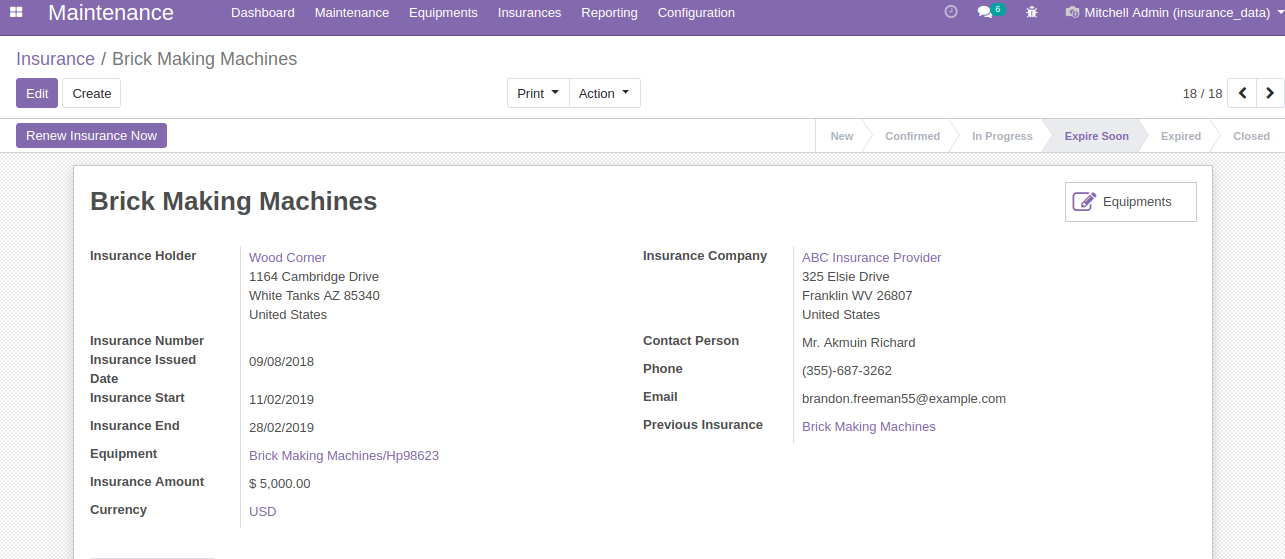 Maintenance Dashboard Maintenance Equipments Insurances Reporting Configuration 6 Mitchell Admin (insurance_data)
Insurance / Brick Making Machines
Edit Create Print Action 18 / 18
Renew Insurance Now New Confirmed In Progress Expire Soon Expired Closed
Brick Making Machines
Equipments
Insurance Holder
Wood Corner
1164 Cambridge Drive
White Tanks AZ 85340
United States
Insurance Number
Insurance Issued
Date
09/08/2018
Insurance Start 11/02/2019
Insurance End 28/02/2019
Equipment Brick Making Machines/Hp98623
Insurance Amount $ 5,000.00
Currency USD
Insurance Company
ABC Insurance Provider
325 Elsie Drive
Franklin WV 26807
United States
Contact Person Mr. Akmuin Richard
Phone (355)-687-3262
Email brandon.freeman55@example.com
Previous Insurance Brick Making Machines